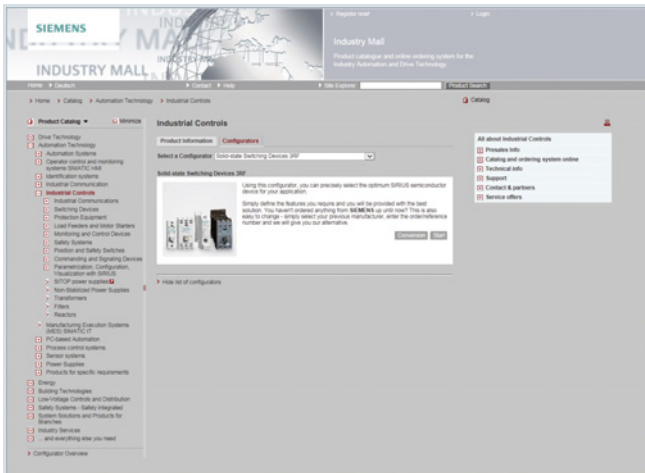 SIEMENS
INDUSTRY MALL
Register now!
Login
Industry Mall
Product catalogue and online ordering system for the
Industry Automation and Drive Technology
Home
Deutsch
Contact
Help
Site Explorer
Product Search
Home
Catalog
Automation Technology
Industrial Controls
Catalog
Product Catalog
Minimize
Drive Technology
Automation Technology
Automation Systems
Operator control and monitoring
systems SIMATIC HMI
Identification systems
Industrial Communication
Industrial Controls
Industrial Communications
Switching Devices
Protection Equipment
Load Feeders and Motor Starters
Monitoring and Control Devices
Safety Systems
Position and Safety Switches
Commanding and Signaling Devices
Parametrization, Configuration,
Visualization with SIRIUS
SITOP power supplies
Non-Stabilized Power Supplies
Transformers
Filters
Reactors
Manufacturing Execution Systems
(MES) SIMATIC IT
PC-based Automation
Process control systems
Sensor systems
Power Supplies
Products for specific requirements
Energy
Building Technologies
Low-Voltage Controls and Distribution
Safety Systems - Safety Integrated
System Solutions and Products for
Branches
Industry Services
... and everything else you need
Configurator Overview
Industrial Controls
Product Information
Configurators
Select a Configurator: Solid-state Switching Devices 3RF
Solid-state Switching Devices 3RF
Using this configurator, you can precisely select the optimum SIRIUS semiconductor
device for your application.
Simply define the features you require and you will be provided with the best
solution. You haven't ordered anything from SIEMENS up until now? This is also
easy to change - simply select your previous manufacturer, enter the order/reference
number and we will give you our alternative.
Conversion
Start
Hide list of configurators
All about Industrial Controls
Presales Info
Catalog and ordering system online
Technical info
Support
Contact & partners
Service offers